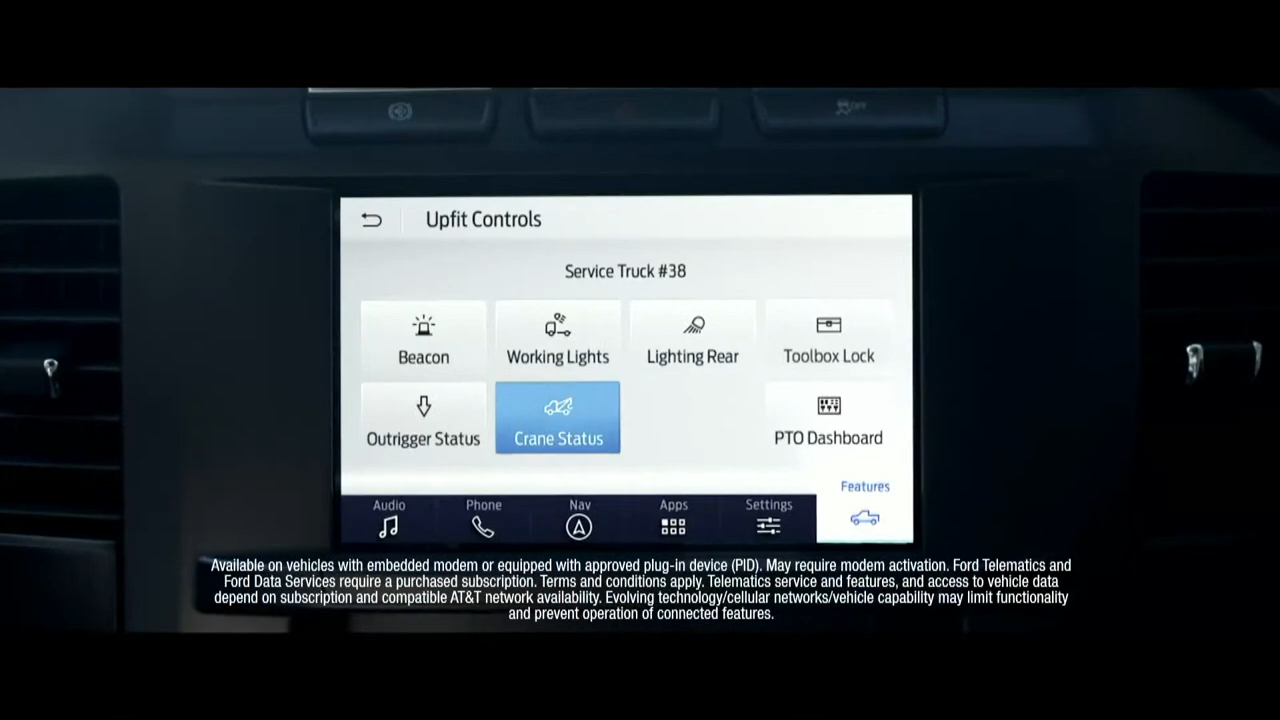 OFF
Upfit Controls
Service Truck #38
Beacon
Working Lights
Lighting Rear
Toolbox Lock
Outrigger Status
Crane Status
PTO Dashboard
Features
Audio
Phone
Nav
Apps
Settings
Available on vehicles with embedded modem or equipped with approved plug-in device (PID). May require modem activation. Ford Telematics and
Ford Data Services require a purchased subscription. Terms and conditions apply. Telematics service and features, and access to vehicle data
depend on subscription and compatible AT&T network availability. Evolving technology/cellular networks/vehicle capability may limit functionality
and prevent operation of connected features.